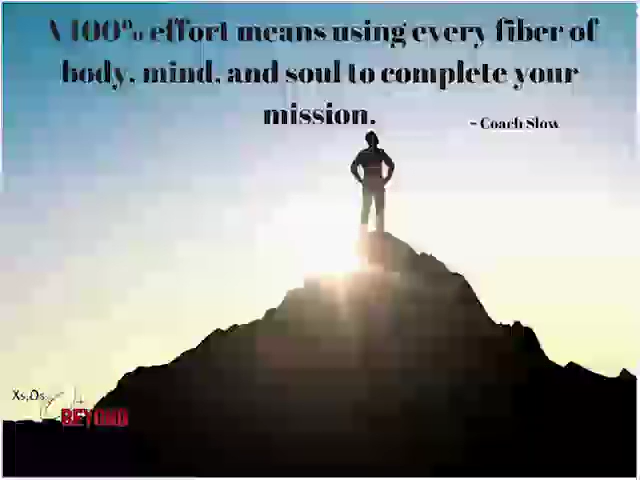 A 100% effort means using every fiber of
body, mind, and soul to complete your
mission.
~ Coach Slow
Xs,Os
BEYOND